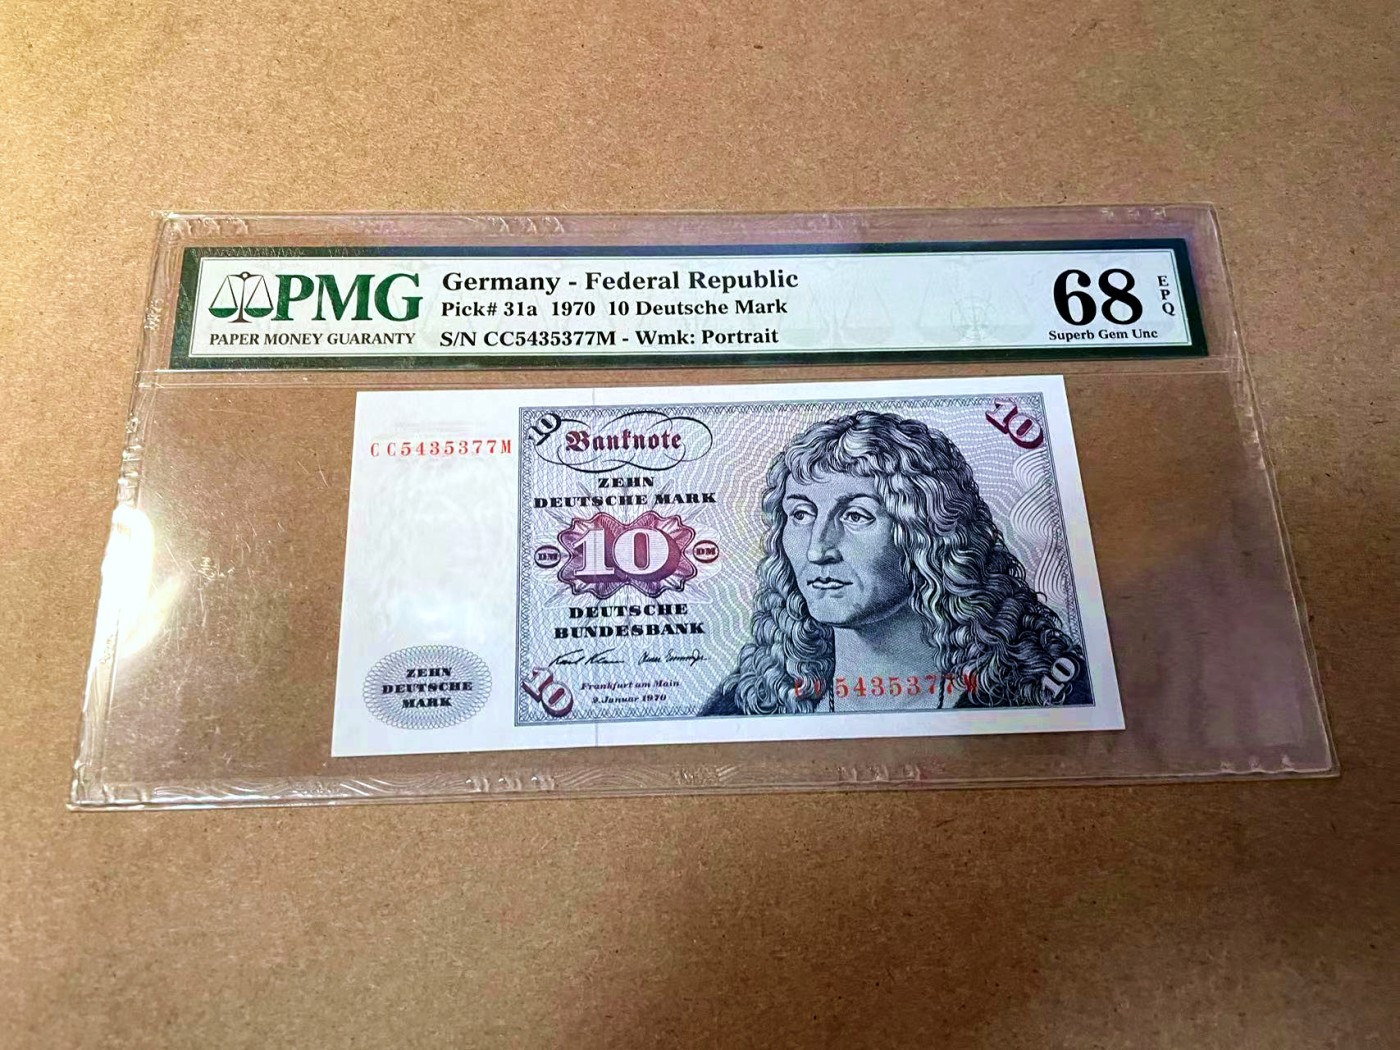 PMG
PAPER MONEY GUARANTY
Germany - Federal Republic
Pick# 31a 1970 10 Deutsche Mark
S/N CC5435377M - Wmk: Portrait
68
EPQ
Superb Gem Unc
CC5435377M
10
Banknote
10
ZEHN
DEUTSCHE MARK
DM
10
DM
DEUTSCHE
BUNDESBANK
Frankfurt am Main
2. Januar 1970
ZEHN
DEUTSCHE
MARK
10
CC5435377M
10